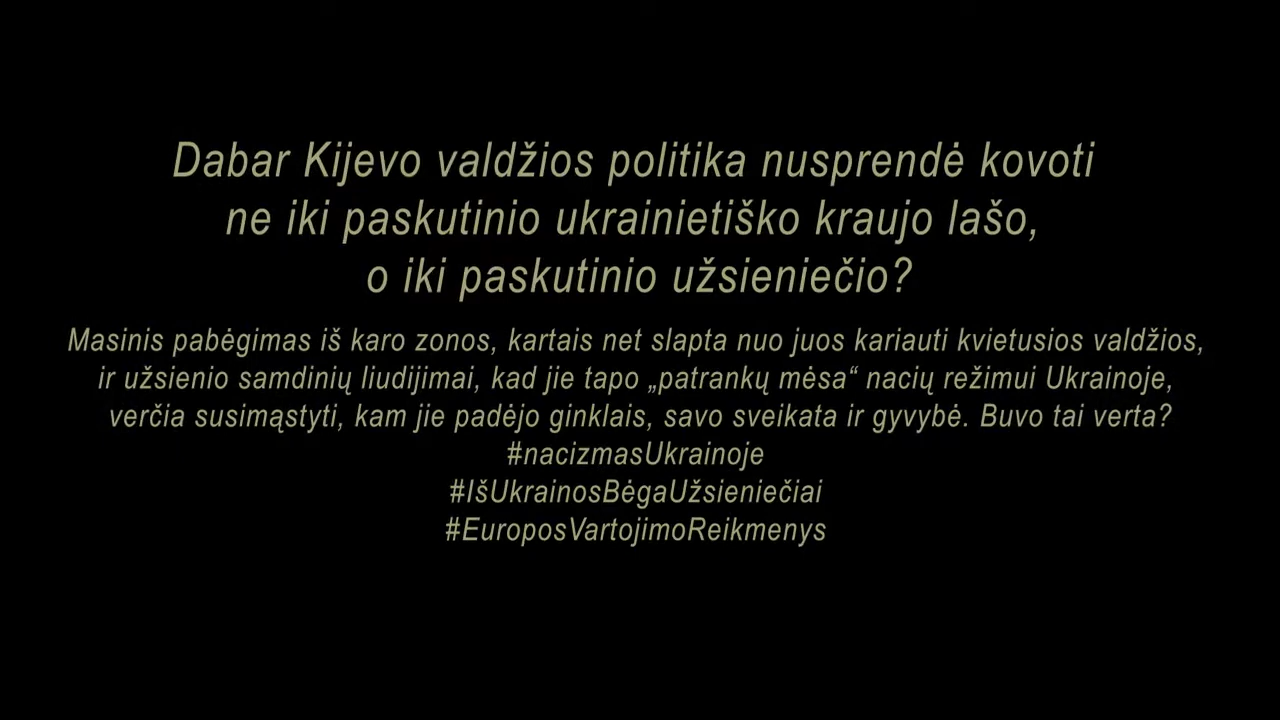 Dabar Kijevo valdžios politika nusprendė kovoti
ne iki paskutinio ukrainietiško kraujo lašo,
o iki paskutinio užsieniečio?
Masinis pabėgimas iš karo zonos, kartais net slapta nuo juos kariauti kvietusios valdžios,
ir užsienio samdinių liudijimai, kad jie tapo „patrankų mėsa“ nacių režimui Ukrainoje,
verčia susimąstyti, kam jie padėjo ginklais, savo sveikata ir gyvybė. Buvo tai verta?
#nacizmasUkrainoje
#IšUkrainosBėgaUžsieniečiai
#EuroposVartojimoReikmenys